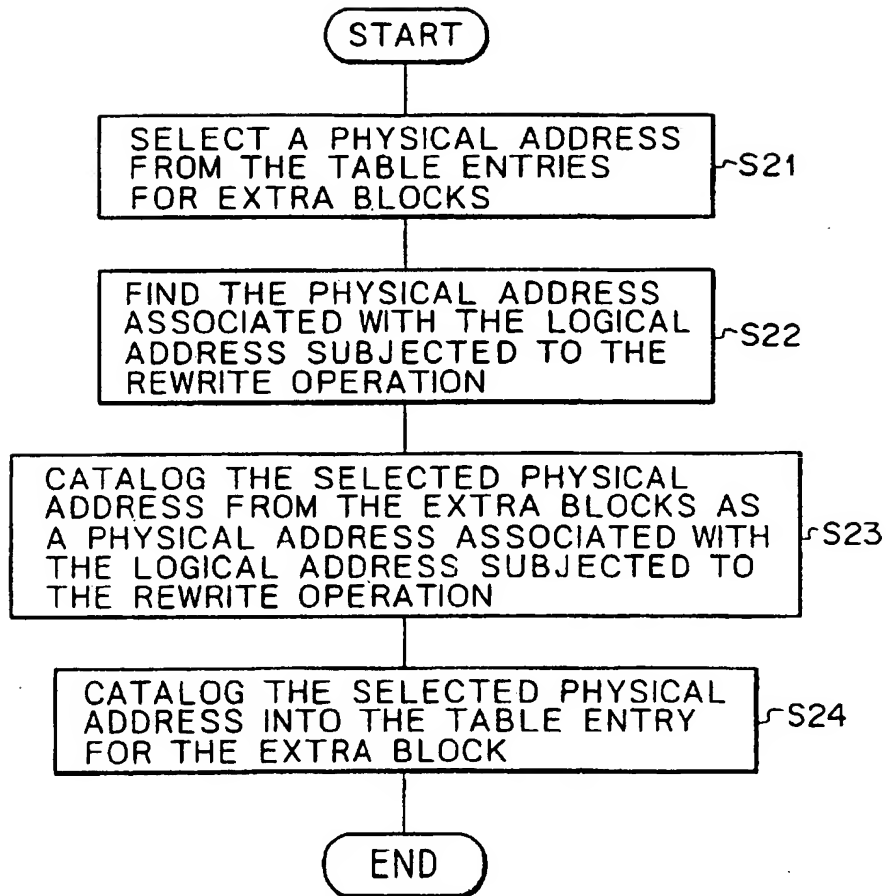 START
SELECT A PHYSICAL ADDRESS
FROM THE TABLE ENTRIES
FOR EXTRA BLOCKS
S21
FIND THE PHYSICAL ADDRESS
ASSOCIATED WITH THE LOGICAL
ADDRESS SUBJECTED TO THE
REWRITE OPERATION
S22
CATALOG THE SELECTED PHYSICAL
ADDRESS FROM THE EXTRA BLOCKS AS
A PHYSICAL ADDRESS ASSOCIATED WITH
THE LOGICAL ADDRESS SUBJECTED TO
THE REWRITE OPERATION
S23
CATALOG THE SELECTED PHYSICAL
ADDRESS INTO THE TABLE ENTRY
FOR THE EXTRA BLOCK
S24
END